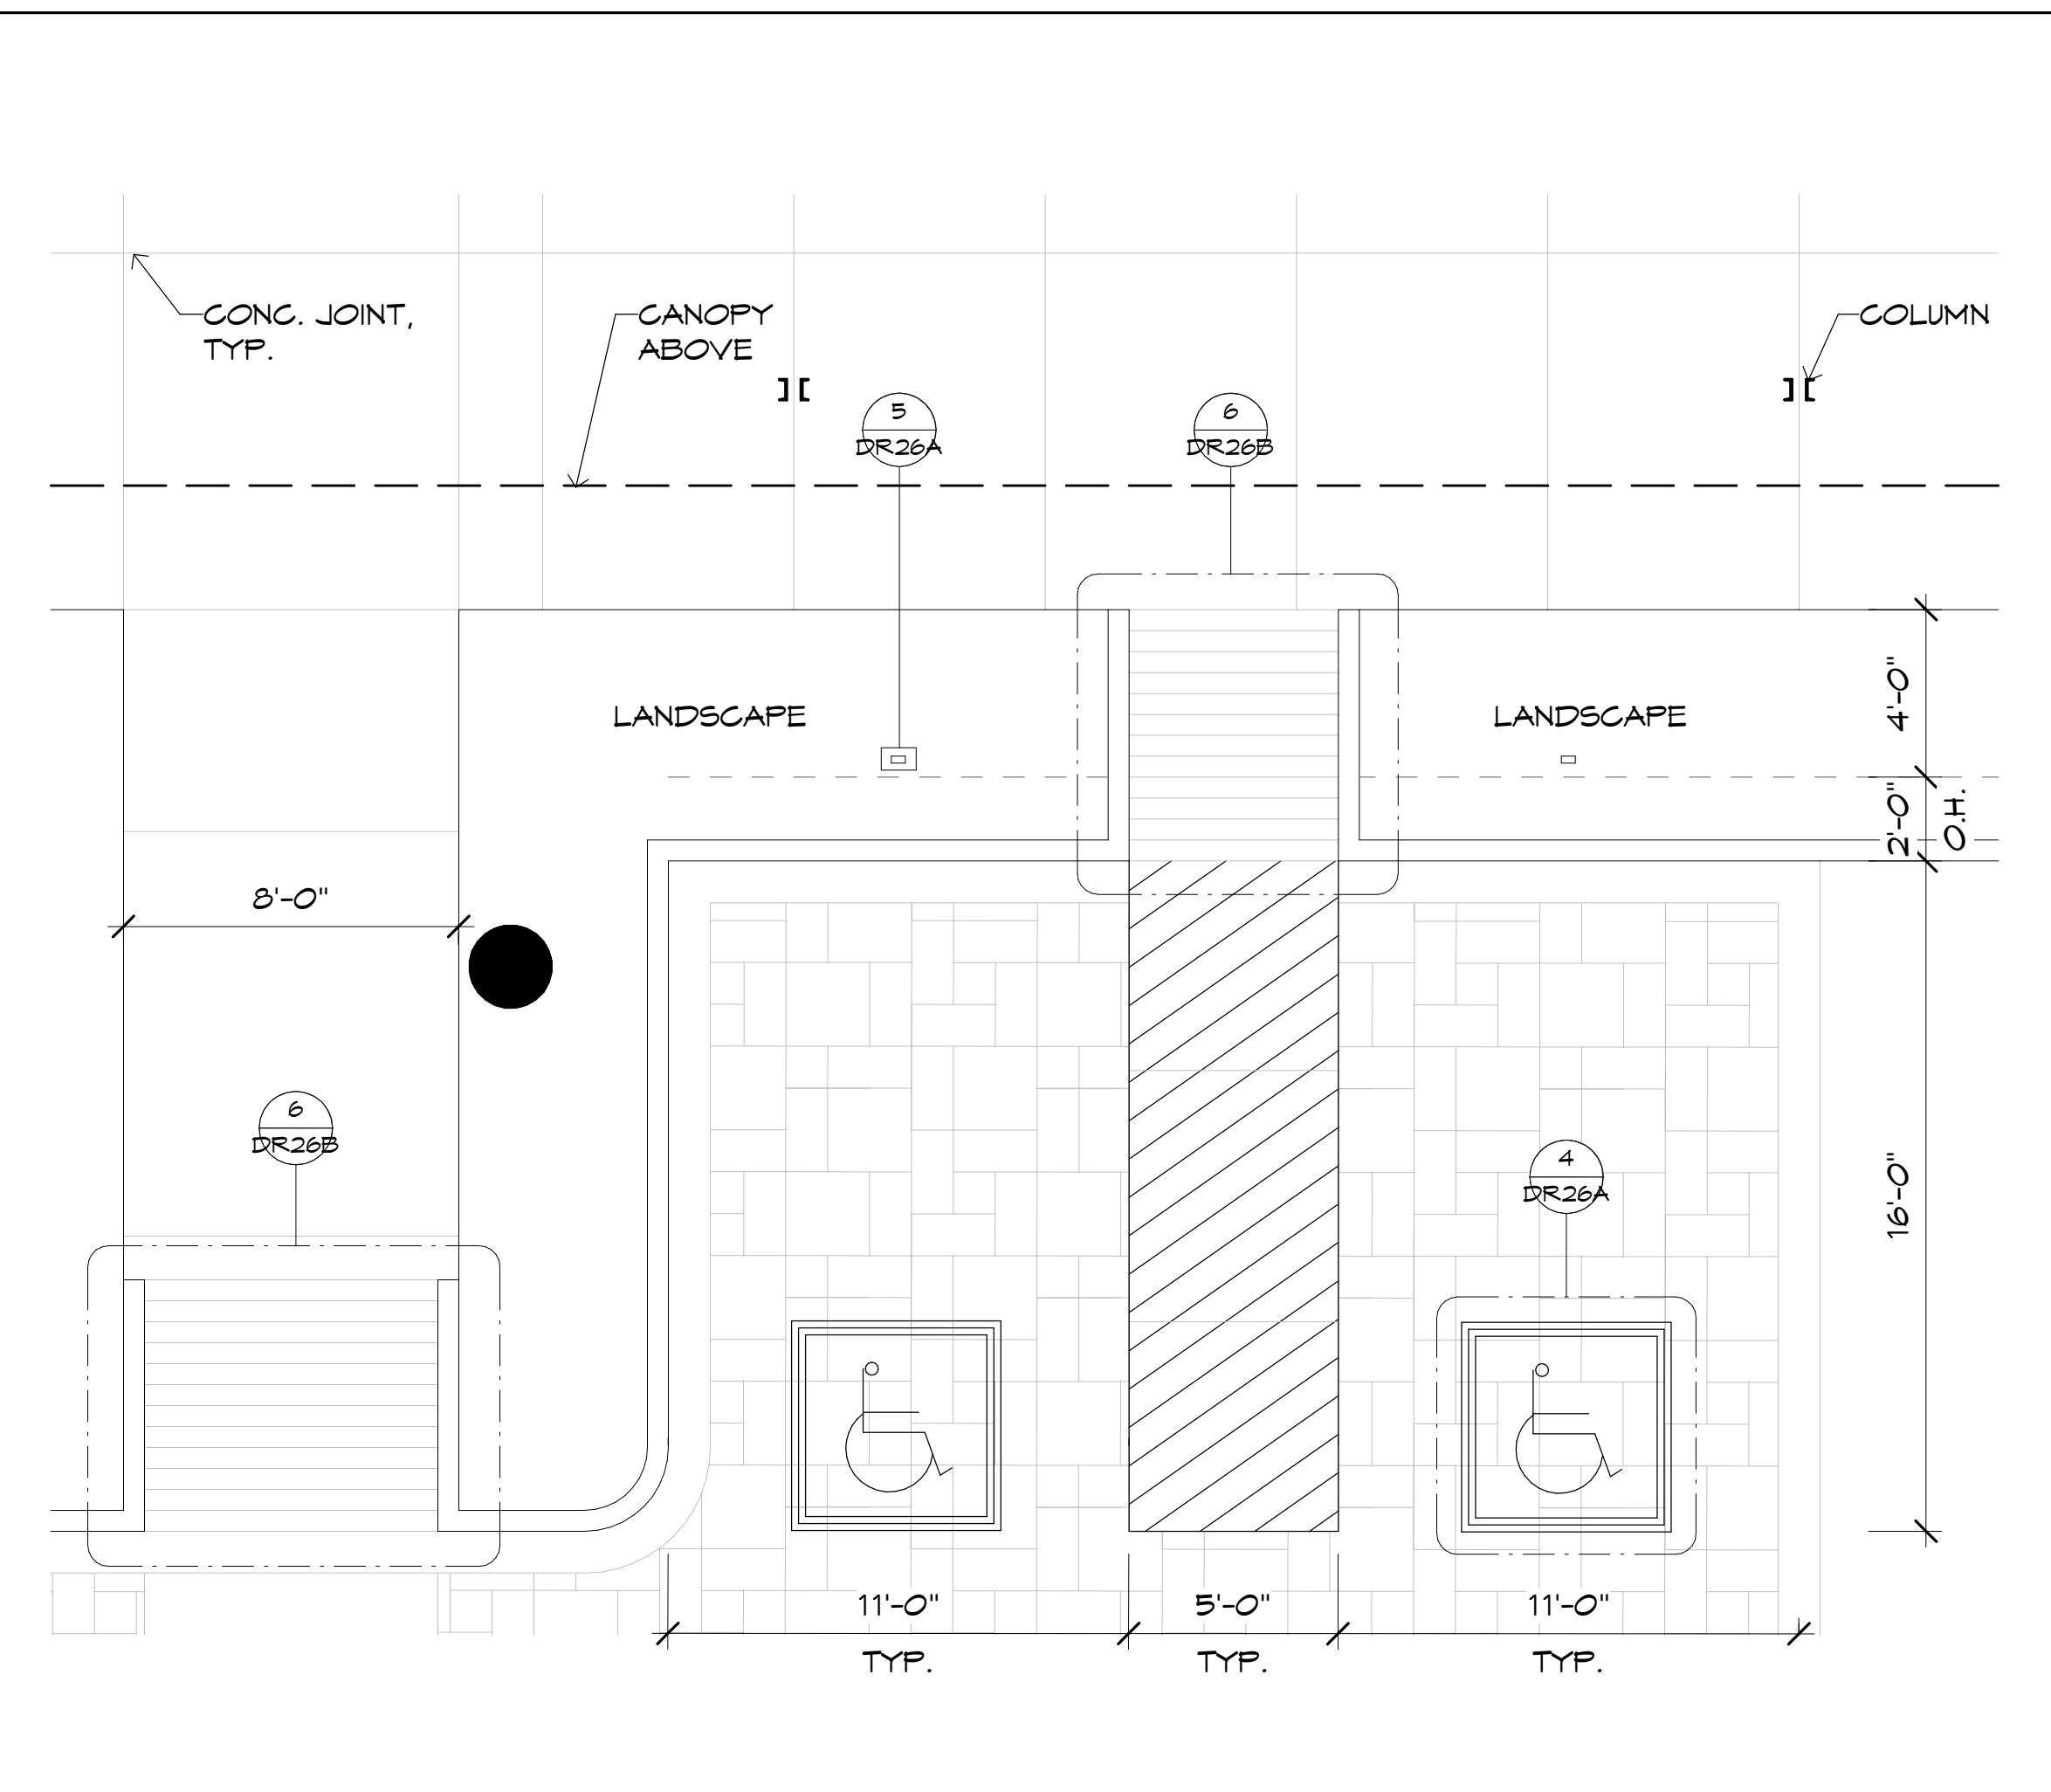 CONC. JOINT,
TYP.
CANOPY
ABOVE
COLUMN
5
DR26A
6
DR26B
LANDSCAPE
LANDSCAPE
4'-0"
2'-0"
O.H.
8'-0"
6
DR26B
4
DR26A
16'-0"
11'-0"
TYP.
5'-0"
TYP.
11'-0"
TYP.